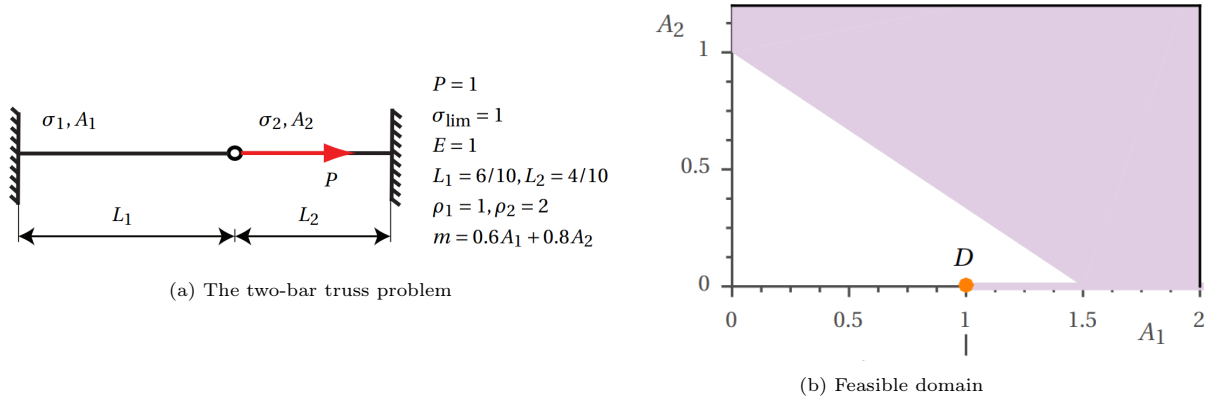 σ₁, A₁
σ₂, A₂
P
L₁
L₂
P = 1
σ_lim = 1
E = 1
L₁ = 6/10, L₂ = 4/10
ρ₁ = 1, ρ₂ = 2
m = 0.6A₁ + 0.8A₂
(a) The two-bar truss problem
A₂
1
0.5
0
D
0
0.5
1
1.5
2
A₁
(b) Feasible domain